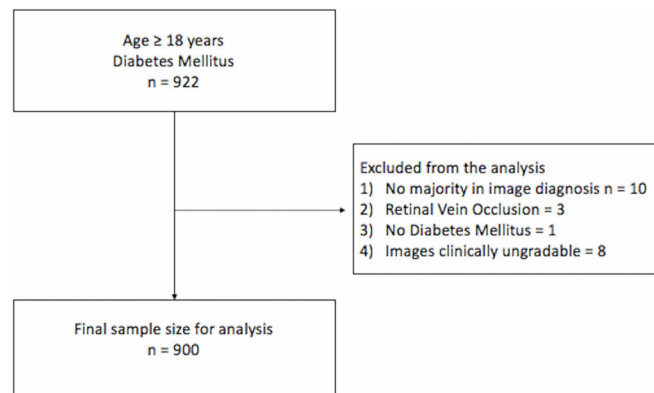 Age ≥ 18 years
Diabetes Mellitus
n = 922
Excluded from the analysis
1) No majority in image diagnosis n = 10
2) Retinal Vein Occlusion = 3
3) No Diabetes Mellitus = 1
4) Images clinically ungradable = 8
Final sample size for analysis
n = 900